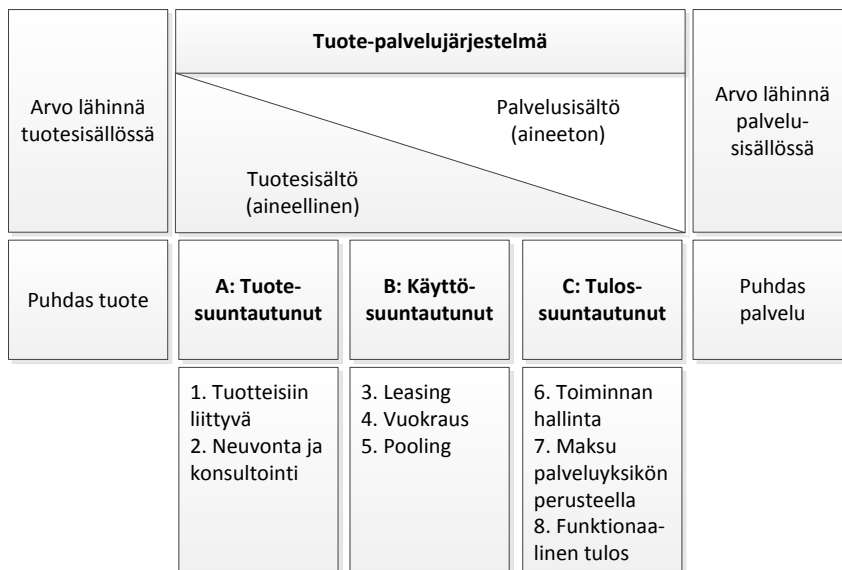 Tuote-palvelujärjestelmä
Arvo lähinnä
tuotesisällössä
Palvelusisältö
(aineeton)
Tuotesisältö
(aineellinen)
Arvo lähinnä
palvelu-
sisällössä
Puhdas tuote
A: Tuote-
suuntautunut
B: Käyttö-
suuntautunut
C: Tulos-
suuntautunut
Puhdas
palvelu
1. Tuotteisiin
liittyvä
2. Neuvonta ja
konsultointi
3. Leasing
4. Vuokraus
5. Pooling
6. Toiminnan
hallinta
7. Maksu
palveluyksikön
perusteella
8. Funktionaa-
linen tulos